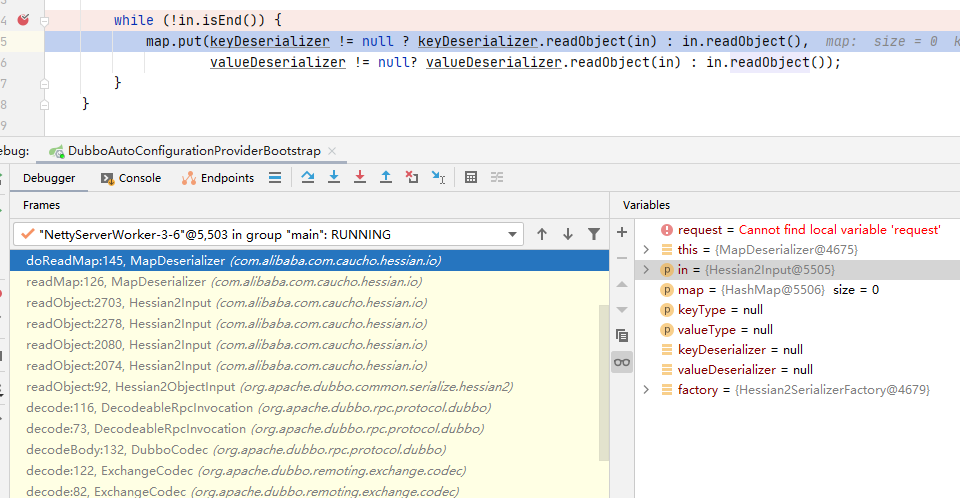 4 while (!in.isEnd()) {
5 map.put(keyDeserializer != null ? keyDeserializer.readObject(in) : in.readObject(), map: size = 0 k
6 valueDeserializer != null? valueDeserializer.readObject(in) : in.readObject());
7 }
8 }
9
ebug: DubboAutoConfigurationProviderBootstrap
Debugger Console Endpoints
Frames
"NettyServerWorker-3-6"@5,503 in group "main": RUNNING
doReadMap:145, MapDeserializer (com.alibaba.com.caucho.hessian.io)
readMap:126, MapDeserializer (com.alibaba.com.caucho.hessian.io)
readObject:2703, Hessian2Input (com.alibaba.com.caucho.hessian.io)
readObject:2278, Hessian2Input (com.alibaba.com.caucho.hessian.io)
readObject:2080, Hessian2Input (com.alibaba.com.caucho.hessian.io)
readObject:2074, Hessian2Input (com.alibaba.com.caucho.hessian.io)
readObject:92, Hessian2ObjectInput (org.apache.dubbo.common.serialize.hessian2)
decode:116, DecodeableRpcInvocation (org.apache.dubbo.rpc.protocol.dubbo)
decode:73, DecodeableRpcInvocation (org.apache.dubbo.rpc.protocol.dubbo)
decodeBody:132, DubboCodec (org.apache.dubbo.rpc.protocol.dubbo)
decode:122, ExchangeCodec (org.apache.dubbo.remoting.exchange.codec)
decode:82, ExchangeCodec (org.apache.dubbo.remoting.exchange.codec)
Variables
request = Cannot find local variable 'request'
this = {MapDeserializer@4675}
in = {Hessian2Input@5505}
map = {HashMap@5506} size = 0
keyType = null
valueType = null
keyDeserializer = null
valueDeserializer = null
factory = {Hessian2SerializerFactory@4679}